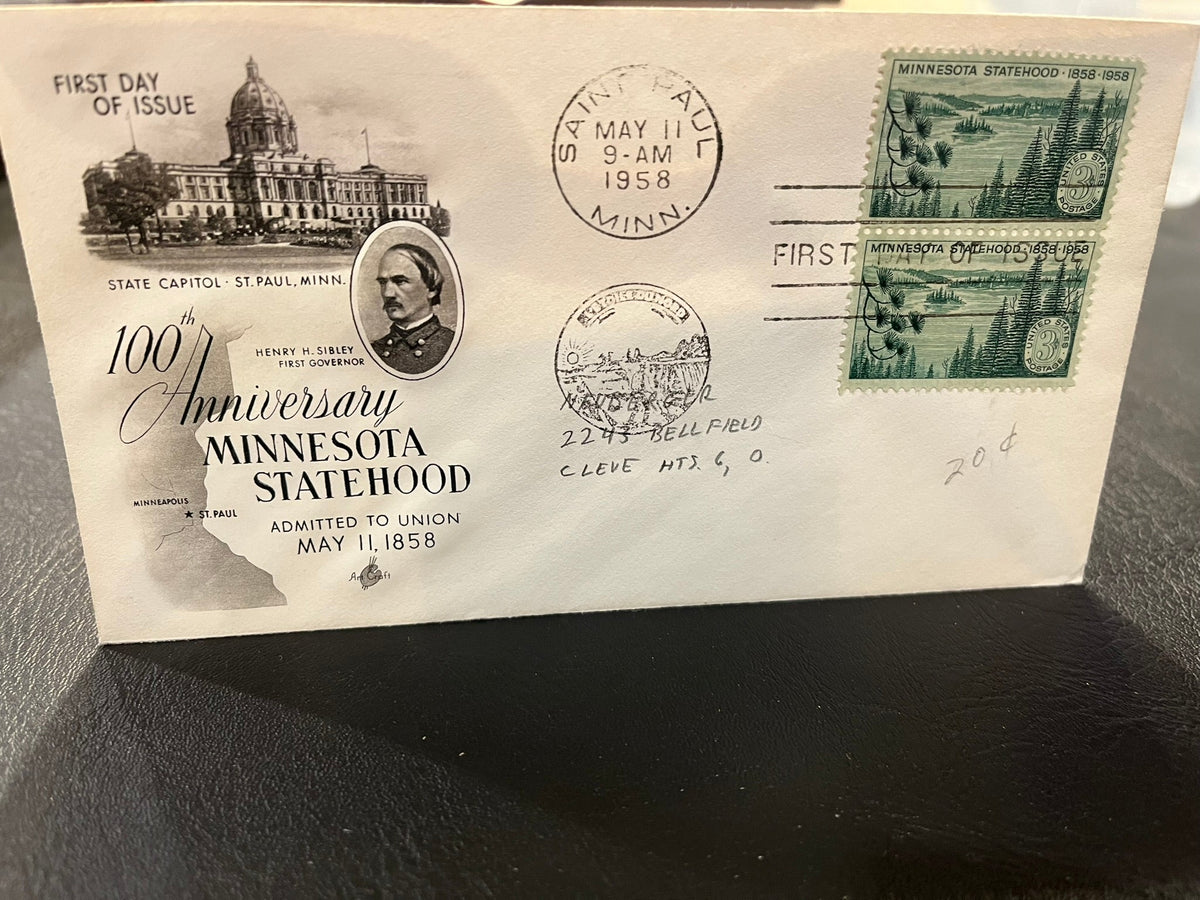 FIRST DAY
OF ISSUE
STATE CAPITOL · ST. PAUL, MINN.
HENRY H. SIBLEY
FIRST GOVERNOR
100th
Anniversary
MINNESOTA
STATEHOOD
MINNEAPOLIS
★ ST. PAUL
ADMITTED TO UNION
MAY 11, 1858
Art Craft
SAINT PAUL
MAY 11
9-AM
1958
MINN.
NEUBERGER
2243 BELLFIELD
CLEVE HTS. 6, O.
MINNESOTA STATEHOOD · 1858 · 1958
UNITED STATES
3¢
POSTAGE
FIRST DAY OF ISSUE
MINNESOTA STATEHOOD · 1858 · 1958
UNITED STATES
3¢
POSTAGE
20¢